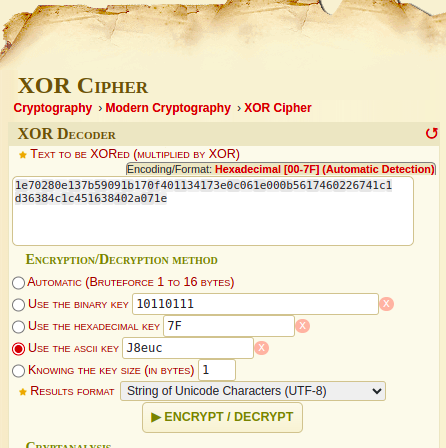 XOR Cipher
Cryptography › Modern Cryptography › XOR Cipher
XOR Decoder ↺
★ Text to be XORed (multiplied by XOR)
Encoding/Format: Hexadecimal [00-7F] (Automatic Detection)
1e70280e137b59091b170f401134173e0c061e000b5617460226741c1
d36384c1c451638402a071e
Encryption/Decryption method
Automatic (Bruteforce 1 to 16 bytes)
Use the binary key 10110111 X
Use the hexadecimal key 7F X
Use the ascii key J8euc X
Knowing the key size (in bytes) 1
★ Results format String of Unicode Characters (UTF-8)
▶ ENCRYPT / DECRYPT
Cryptanalysis